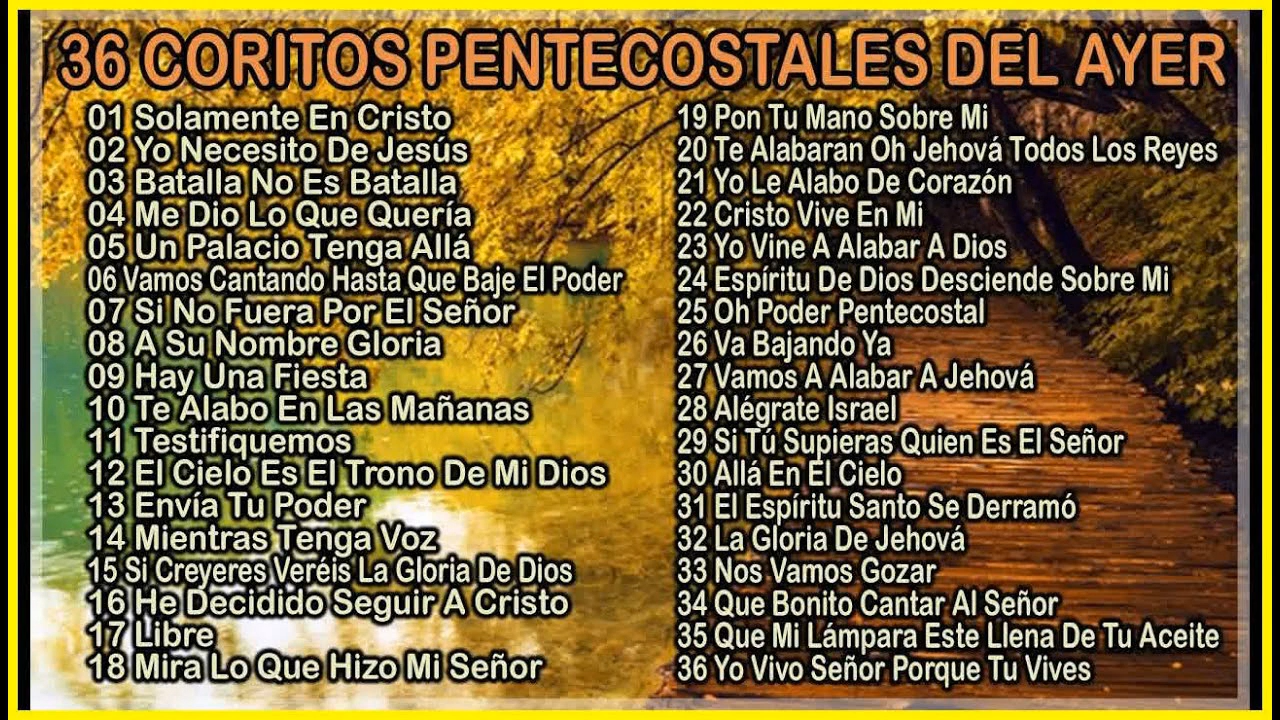 36 CORITOS PENTECOSTALES DEL AYER
01 Solamente En Cristo
02 Yo Necesito De Jesús
03 Batalla No Es Batalla
04 Me Dio Lo Que Quería
05 Un Palacio Tenga Allá
06 Vamos Cantando Hasta Que Baje El Poder
07 Si No Fuera Por El Señor
08 A Su Nombre Gloria
09 Hay Una Fiesta
10 Te Alabo En Las Mañanas
11 Testifiquemos
12 El Cielo Es El Trono De Mi Dios
13 Envía Tu Poder
14 Mientras Tenga Voz
15 Si Creyeres Veréis La Gloria De Dios
16 He Decidido Seguir A Cristo
17 Libre
18 Mira Lo Que Hizo Mi Señor
19 Pon Tu Mano Sobre Mi
20 Te Alabaran Oh Jehová Todos Los Reyes
21 Yo Le Alabo De Corazón
22 Cristo Vive En Mi
23 Yo Vine A Alabar A Dios
24 Espíritu De Dios Desciende Sobre Mi
25 Oh Poder Pentecostal
26 Va Bajando Ya
27 Vamos A Alabar A Jehová
28 Alégrate Israel
29 Si Tú Supieras Quien Es El Señor
30 Allá En El Cielo
31 El Espíritu Santo Se Derramó
32 La Gloria De Jehová
33 Nos Vamos Gozar
34 Que Bonito Cantar Al Señor
35 Que Mi Lámpara Este Llena De Tu Aceite
36 Yo Vivo Señor Porque Tu Vives